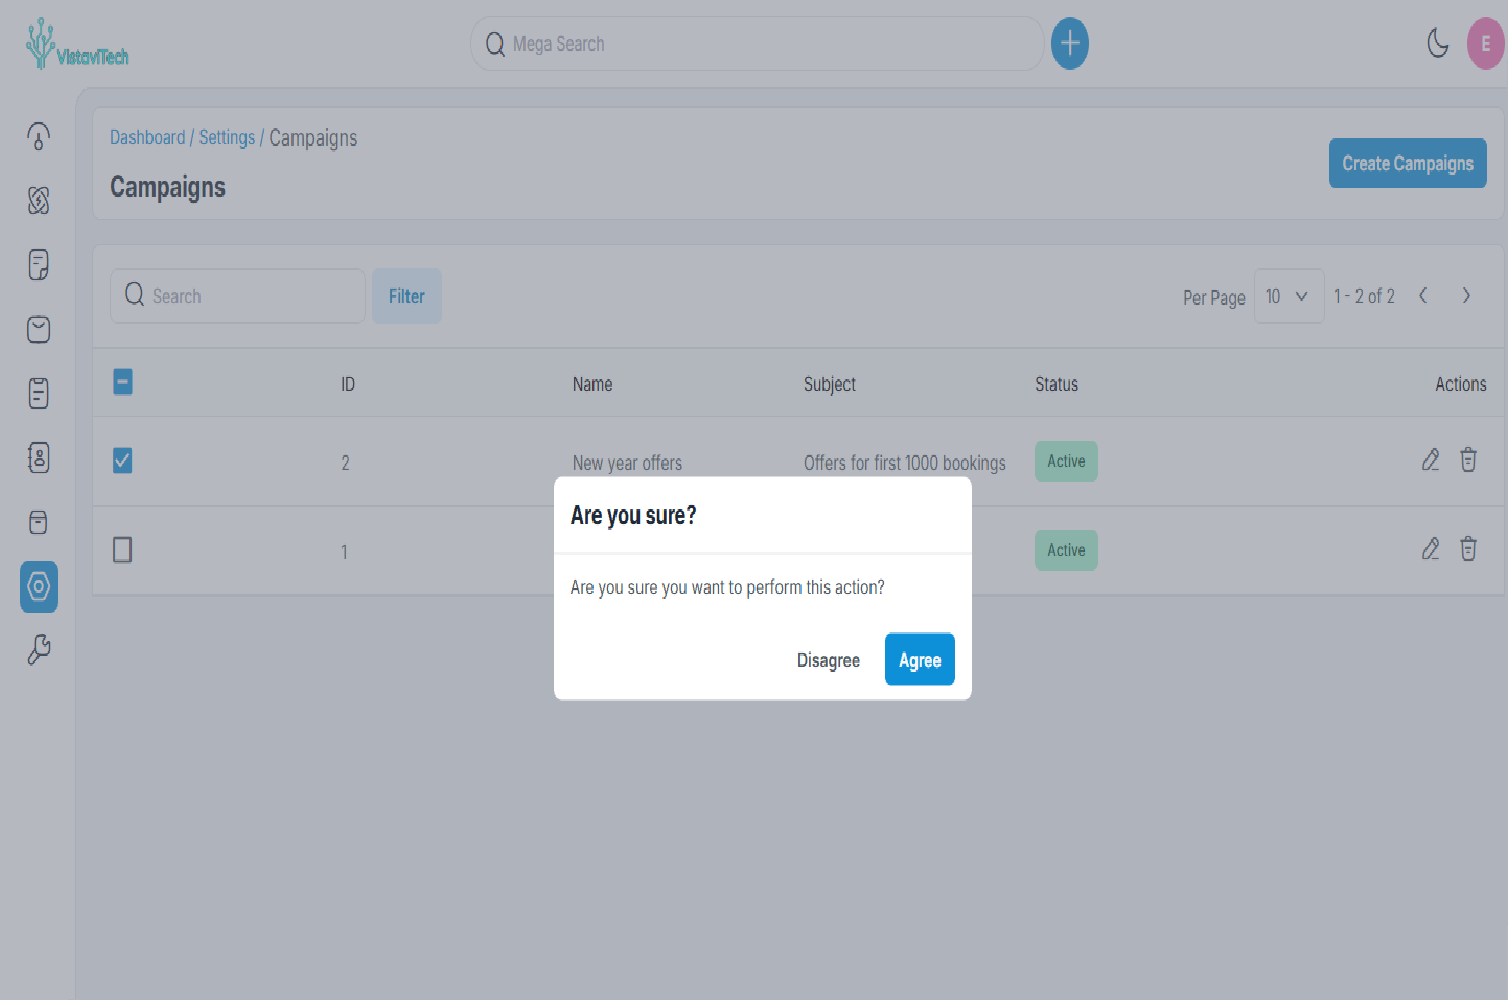 VistaviTech
Mega Search
E
Dashboard / Settings / Campaigns
Campaigns
Create Campaigns
Search
Filter
Per Page 10 1 - 2 of 2
ID Name Subject Status Actions
2 New year offers Offers for first 1000 bookings Active
1 Active
Are you sure?
Are you sure you want to perform this action?
Disagree Agree